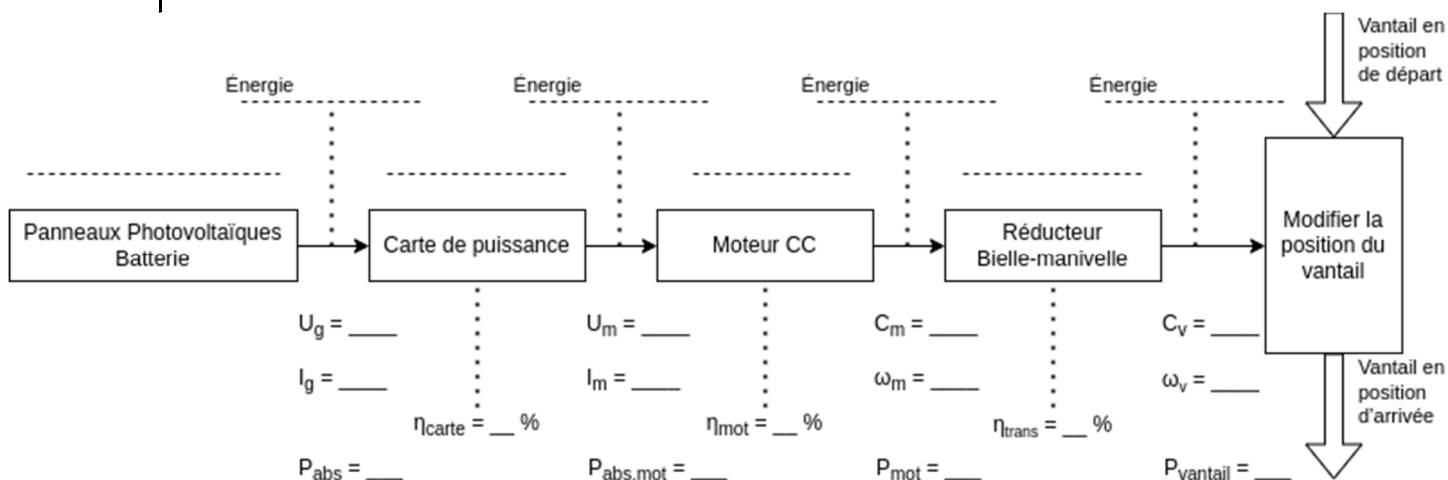 Vantail en
position
de départ
Énergie
Énergie
Énergie
Énergie
Panneaux Photovoltaïques
Batterie
Carte de puissance
Moteur CC
Réducteur
Bielle-manivelle
Modifier la
position du
vantail
Ug = ____
Um = ____
Cm = ____
Cv = ____
Ig = ____
Im = ____
ωm = ____
ωv = ____
Vantail en
position
d'arrivée
ηcarte = __ %
ηmot = __ %
ηtrans = __ %
Pabs = ___
Pabs.mot = ___
Pmot = ___
Pvantail = ___